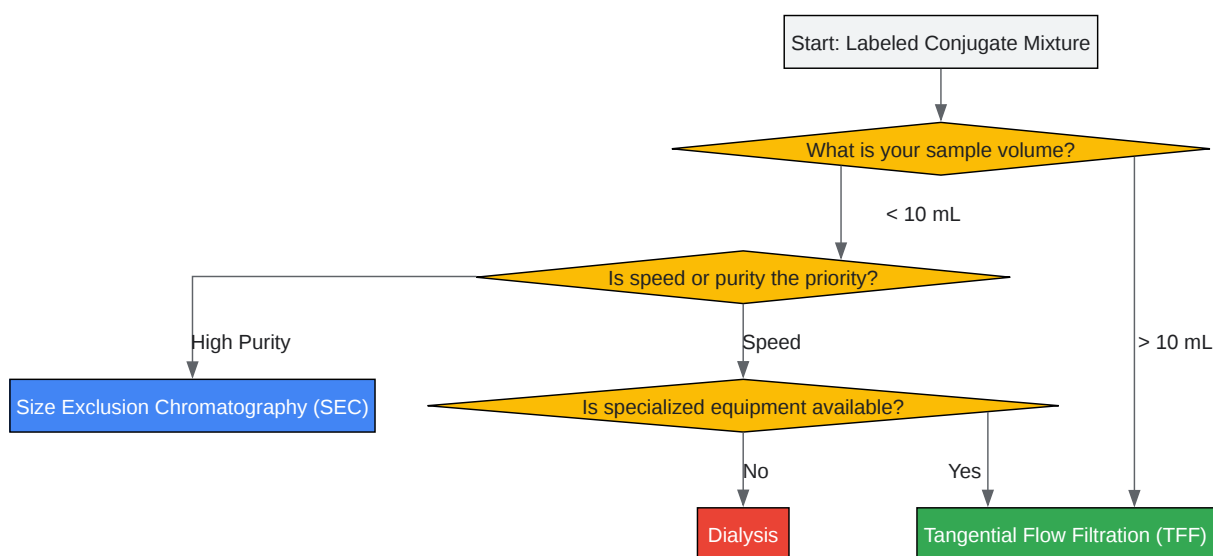 Start: Labeled Conjugate Mixture
What is your sample volume?
< 10 mL
Is speed or purity the priority?
High Purity
Speed
> 10 mL
Size Exclusion Chromatography (SEC)
Is specialized equipment available?
No
Yes
Dialysis
Tangential Flow Filtration (TFF)